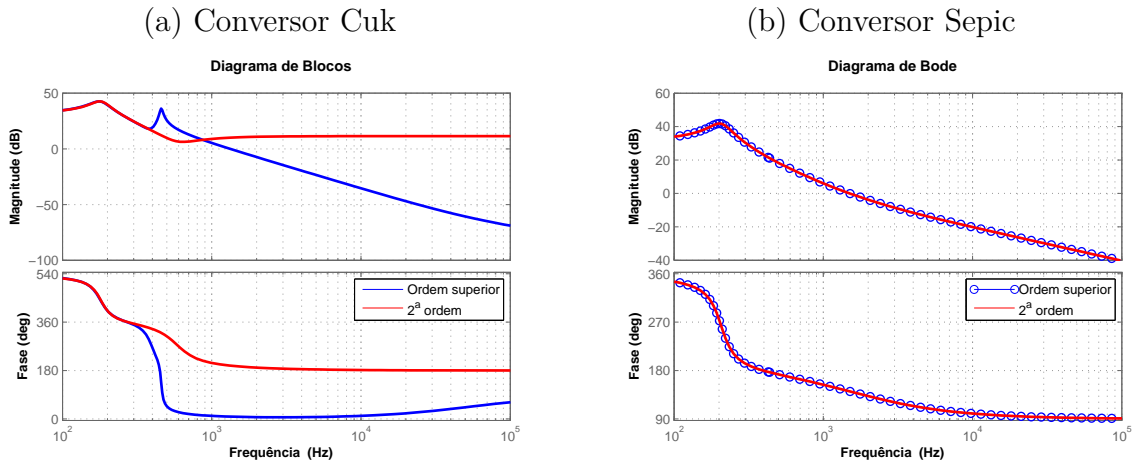 (a) Conversor Cuk
Diagrama de Blocos
50
0
−50
−100
Magnitude (dB)
540
360
180
0
Fase (deg)
Ordem superior
2ª ordem
10² 10³ 10⁴ 10⁵
Frequência (Hz)
(b) Conversor Sepic
Diagrama de Bode
60
40
20
0
−20
−40
Magnitude (dB)
360
270
180
90
Fase (deg)
Ordem superior
2ª ordem
10² 10³ 10⁴ 10⁵
Frequência (Hz)